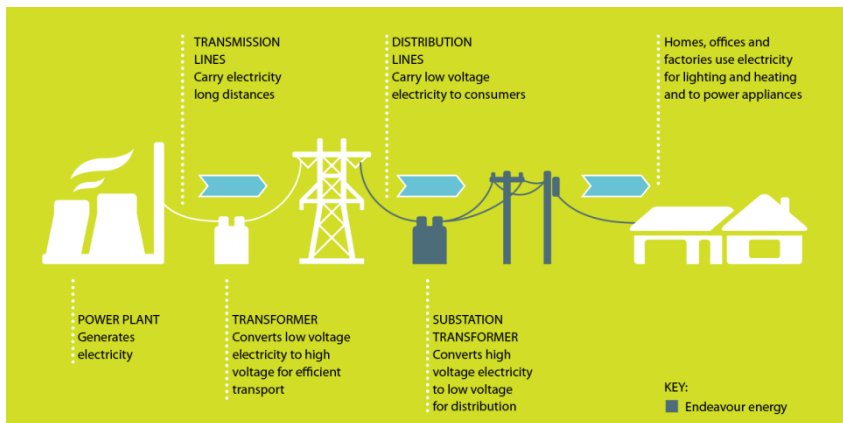 TRANSMISSION
LINES
Carry electricity
long distances
DISTRIBUTION
LINES
Carry low voltage
electricity to consumers
Homes, offices and
factories use electricity
for lighting and heating
and to power appliances
POWER PLANT
Generates
electricity
TRANSFORMER
Converts low voltage
electricity to high
voltage for efficient
transport
SUBSTATION
TRANSFORMER
Converts high
voltage electricity
to low voltage
for distribution
KEY:
Endeavour energy